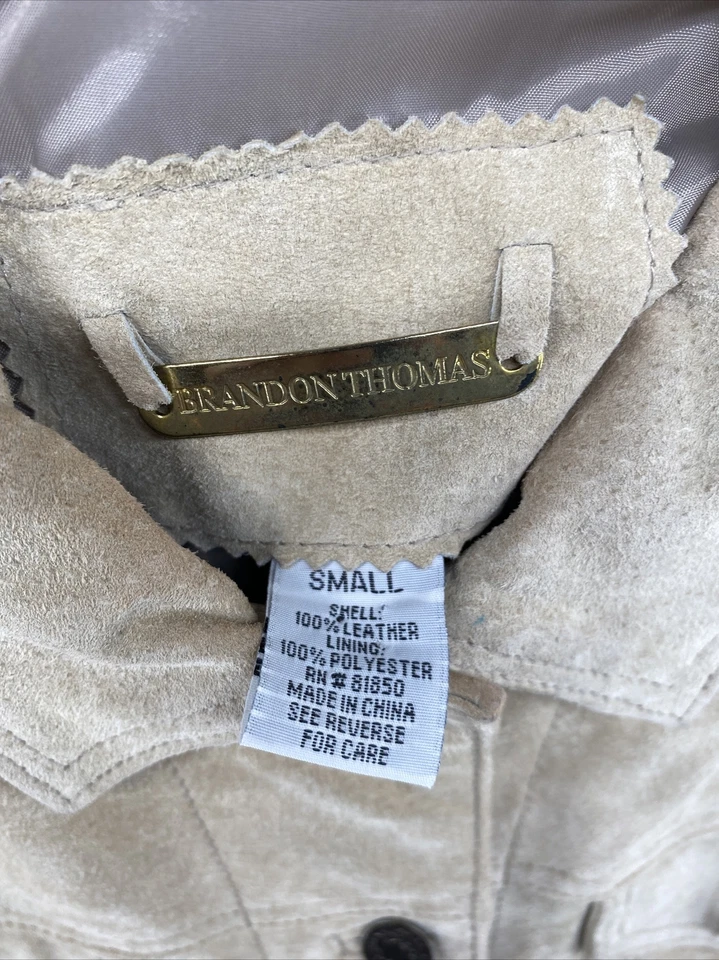 BRANDON THOMAS
SMALL
SHELL:
100% LEATHER
LINING:
100% POLYESTER
RN# 81850
MADE IN CHINA
SEE REVERSE
FOR CARE